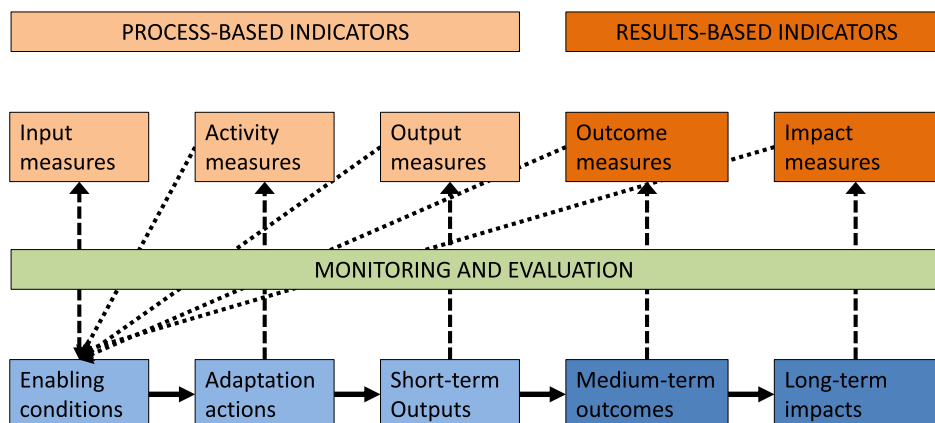 PROCESS-BASED INDICATORS
RESULTS-BASED INDICATORS
Input
measures
Activity
measures
Output
measures
Outcome
measures
Impact
measures
MONITORING AND EVALUATION
Enabling
conditions
Adaptation
actions
Short-term
Outputs
Medium-term
outcomes
Long-term
impacts